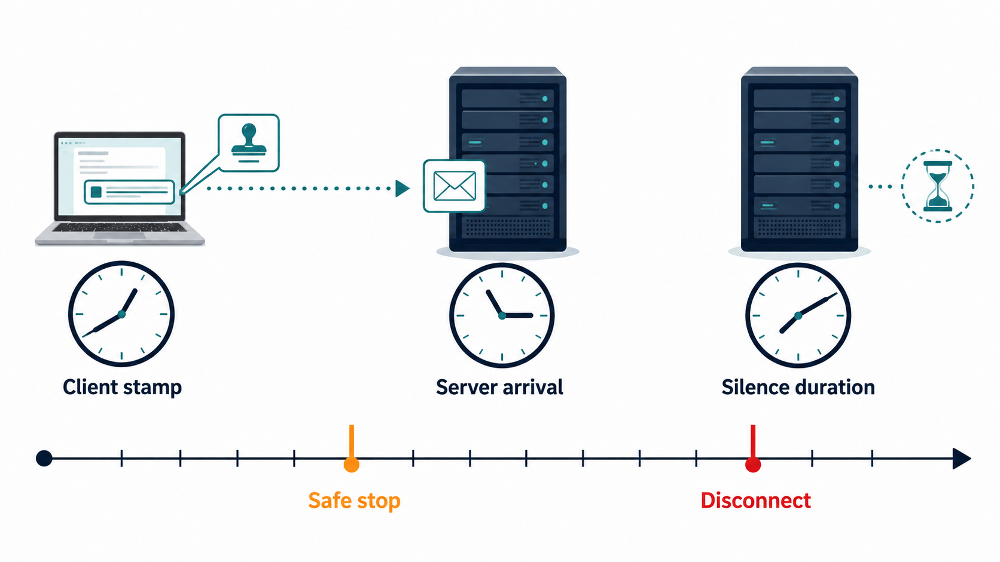 Client stamp
Server arrival
Silence duration
Safe stop
Disconnect